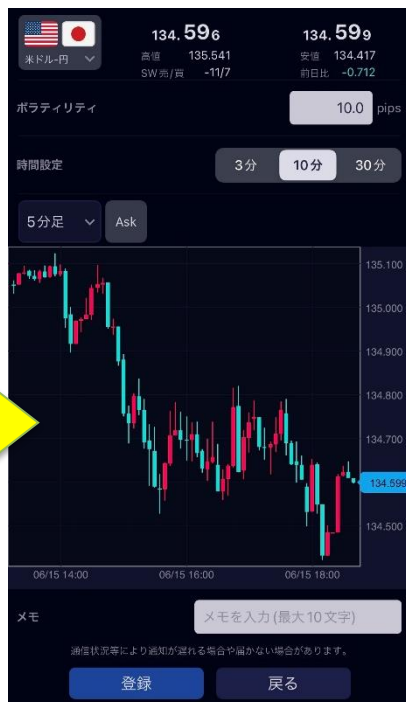 134.596 134.599
米ドル-円 高値 135.541 安値 134.417
SW売/買 -11/7 前日比 -0.712
ボラティリティ 10.0 pips
時間設定 3分 10分 30分
5分足 Ask
135.100
135.000
134.900
134.800
134.700
134.599
134.500
06/15 14:00 06/15 16:00 06/15 18:00
メモ メモを入力(最大10文字)
通信状況等により通知が遅れる場合や届かない場合があります。
登録 戻る